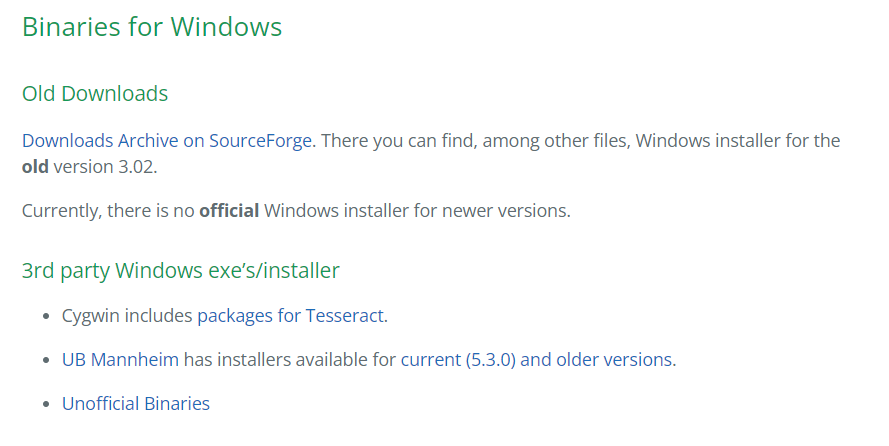 Binaries for Windows
Old Downloads
Downloads Archive on SourceForge. There you can find, among other files, Windows installer for the
old version 3.02.
Currently, there is no official Windows installer for newer versions.
3rd party Windows exe’s/installer
• Cygwin includes packages for Tesseract.
• UB Mannheim has installers available for current (5.3.0) and older versions.
• Unofficial Binaries